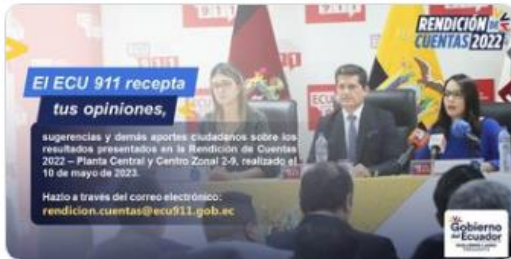 RENDICIÓN DE
CUENTAS 2022
El ECU 911 recepta
tus opiniones,
sugerencias y demás aportes ciudadanos sobre los
resultados presentados en la Rendición de Cuentas
2022 – Planta Central y Centro Zonal 2-9, realizado el
10 de mayo de 2023.
Hazlo a través del correo electrónico:
rendicion.cuentas@ecu911.gob.ec
Gobierno
del Ecuador